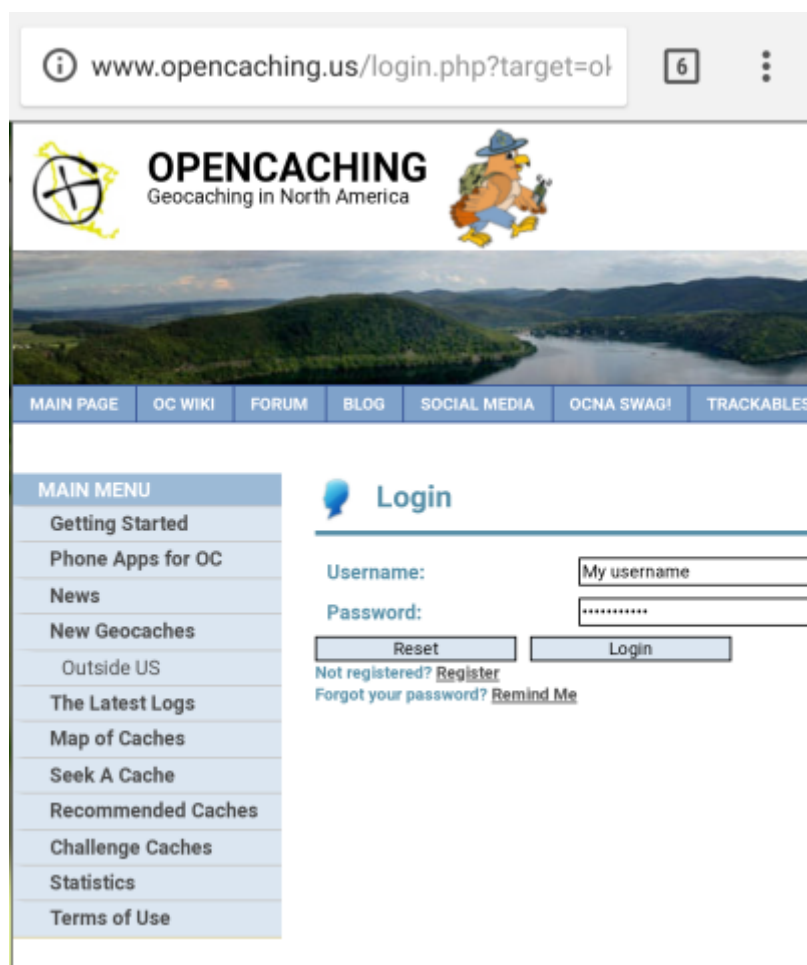 www.opencaching.us/login.php?target=ok
6
OPENCACHING
Geocaching in North America
MAIN PAGE OC WIKI FORUM BLOG SOCIAL MEDIA OCNA SWAG! TRACKABLES
MAIN MENU
Getting Started
Phone Apps for OC
News
New Geocaches
Outside US
The Latest Logs
Map of Caches
Seek A Cache
Recommended Caches
Challenge Caches
Statistics
Terms of Use
Login
Username: My username
Password: ···········
Reset Login
Not registered? Register
Forgot your password? Remind Me